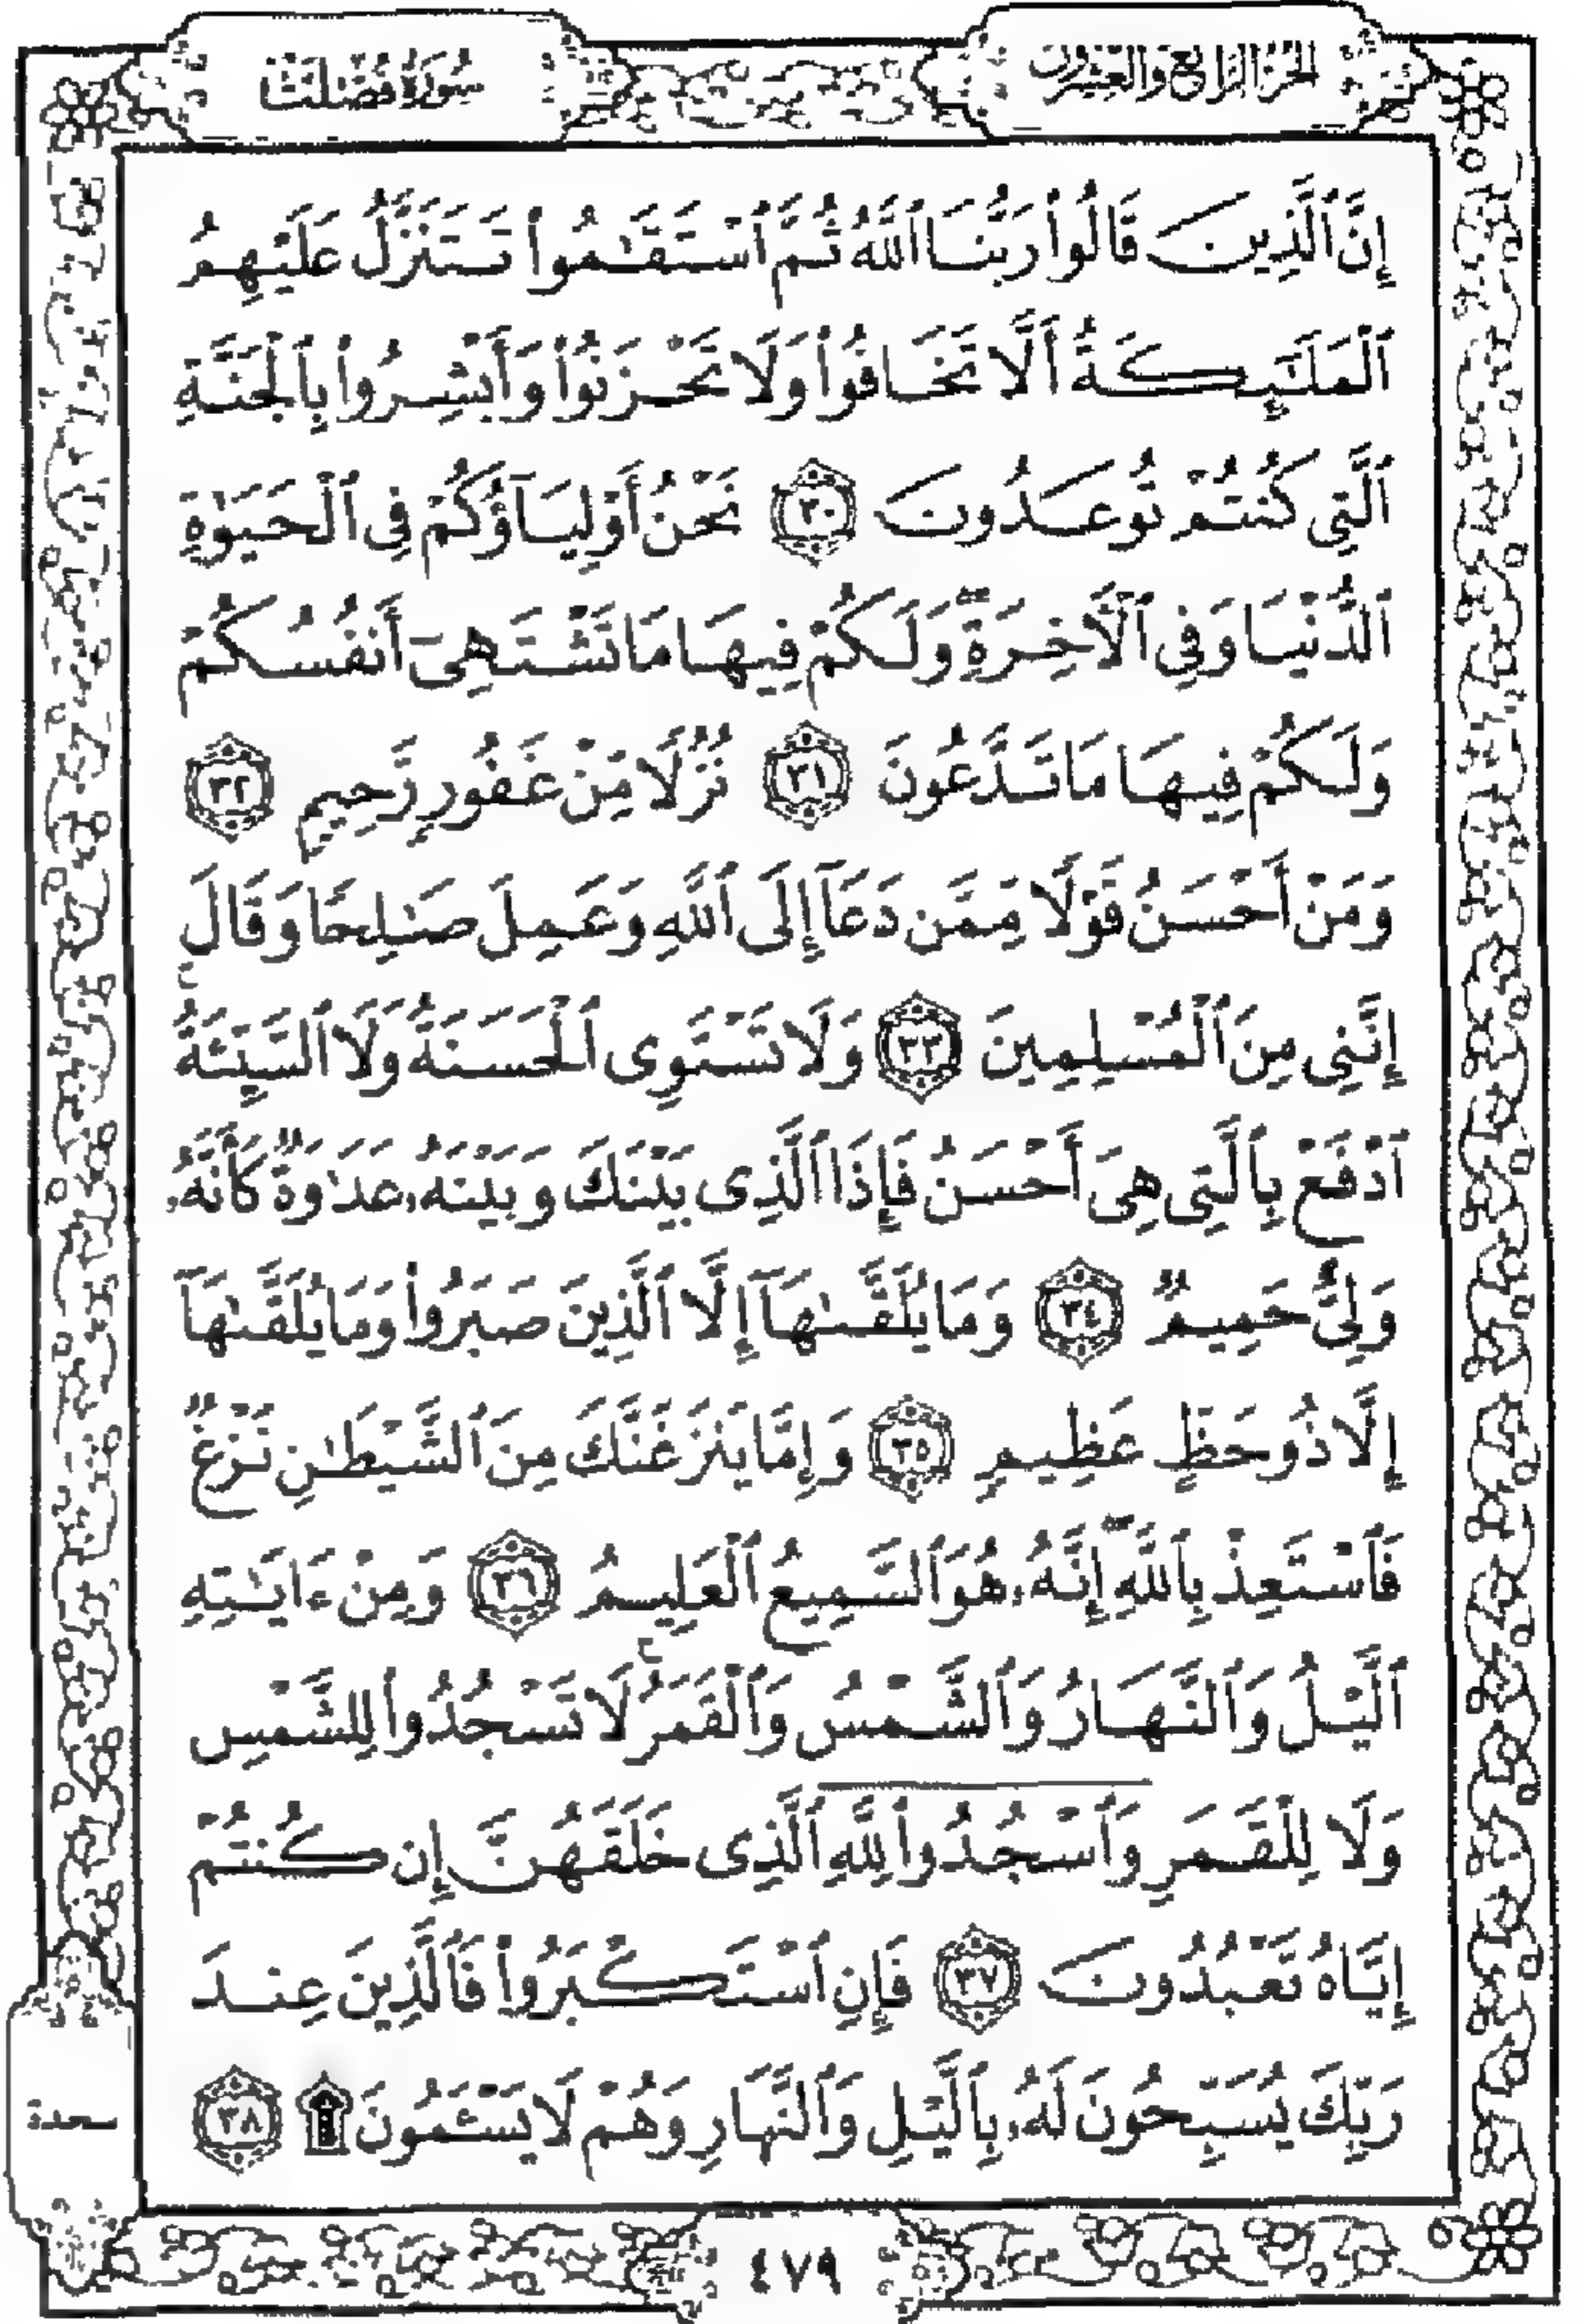 الجزء الرابع والعشرون
سورة فصلت
إِنَّ ٱلَّذِينَ قَالُوا۟ رَبُّنَا ٱللَّهُ ثُمَّ ٱسْتَقَـٰمُوا۟ تَتَنَزَّلُ عَلَيْهِمُ
ٱلْمَلَـٰٓئِكَةُ أَلَّا تَخَافُوا۟ وَلَا تَحْزَنُوا۟ وَأَبْشِرُوا۟ بِٱلْجَنَّةِ
ٱلَّتِى كُنتُمْ تُوعَدُونَ ٣٠ نَحْنُ أَوْلِيَآؤُكُمْ فِى ٱلْحَيَوٰةِ
ٱلدُّنْيَا وَفِى ٱلْـَٔاخِرَةِ ۖ وَلَكُمْ فِيهَا مَا تَشْتَهِىٓ أَنفُسُكُمْ
وَلَكُمْ فِيهَا مَا تَدَّعُونَ ٣١ نُزُلًا مِّنْ غَفُورٍ رَّحِيمٍ ٣٢
وَمَنْ أَحْسَنُ قَوْلًا مِّمَّن دَعَآ إِلَى ٱللَّهِ وَعَمِلَ صَـٰلِحًا وَقَالَ
إِنَّنِى مِنَ ٱلْمُسْلِمِينَ ٣٣ وَلَا تَسْتَوِى ٱلْحَسَنَةُ وَلَا ٱلسَّيِّئَةُ ۚ
ٱدْفَعْ بِٱلَّتِى هِىَ أَحْسَنُ فَإِذَا ٱلَّذِى بَيْنَكَ وَبَيْنَهُۥ عَدَٰوَةٌ كَأَنَّهُۥ
وَلِىٌّ حَمِيمٌ ٣٤ وَمَا يُلَقَّىٰهَآ إِلَّا ٱلَّذِينَ صَبَرُوا۟ وَمَا يُلَقَّىٰهَآ
إِلَّا ذُو حَظٍّ عَظِيمٍ ٣٥ وَإِمَّا يَنزَغَنَّكَ مِنَ ٱلشَّيْطَـٰنِ نَزْغٌ
فَٱسْتَعِذْ بِٱللَّهِ ۖ إِنَّهُۥ هُوَ ٱلسَّمِيعُ ٱلْعَلِيمُ ٣٦ وَمِنْ ءَايَـٰتِهِ
ٱلَّيْلُ وَٱلنَّهَارُ وَٱلشَّمْسُ وَٱلْقَمَرُ ۚ لَا تَسْجُدُوا۟ لِلشَّمْسِ
وَلَا لِلْقَمَرِ وَٱسْجُدُوا۟ لِلَّهِ ٱلَّذِى خَلَقَهُنَّ إِن كُنتُمْ
إِيَّاهُ تَعْبُدُونَ ٣٧ فَإِنِ ٱسْتَكْبَرُوا۟ فَٱلَّذِينَ عِندَ
رَبِّكَ يُسَبِّحُونَ لَهُۥ بِٱلَّيْلِ وَٱلنَّهَارِ وَهُمْ لَا يَسْـَٔمُونَ ۩ ٣٨
سجدة
٤٧٩